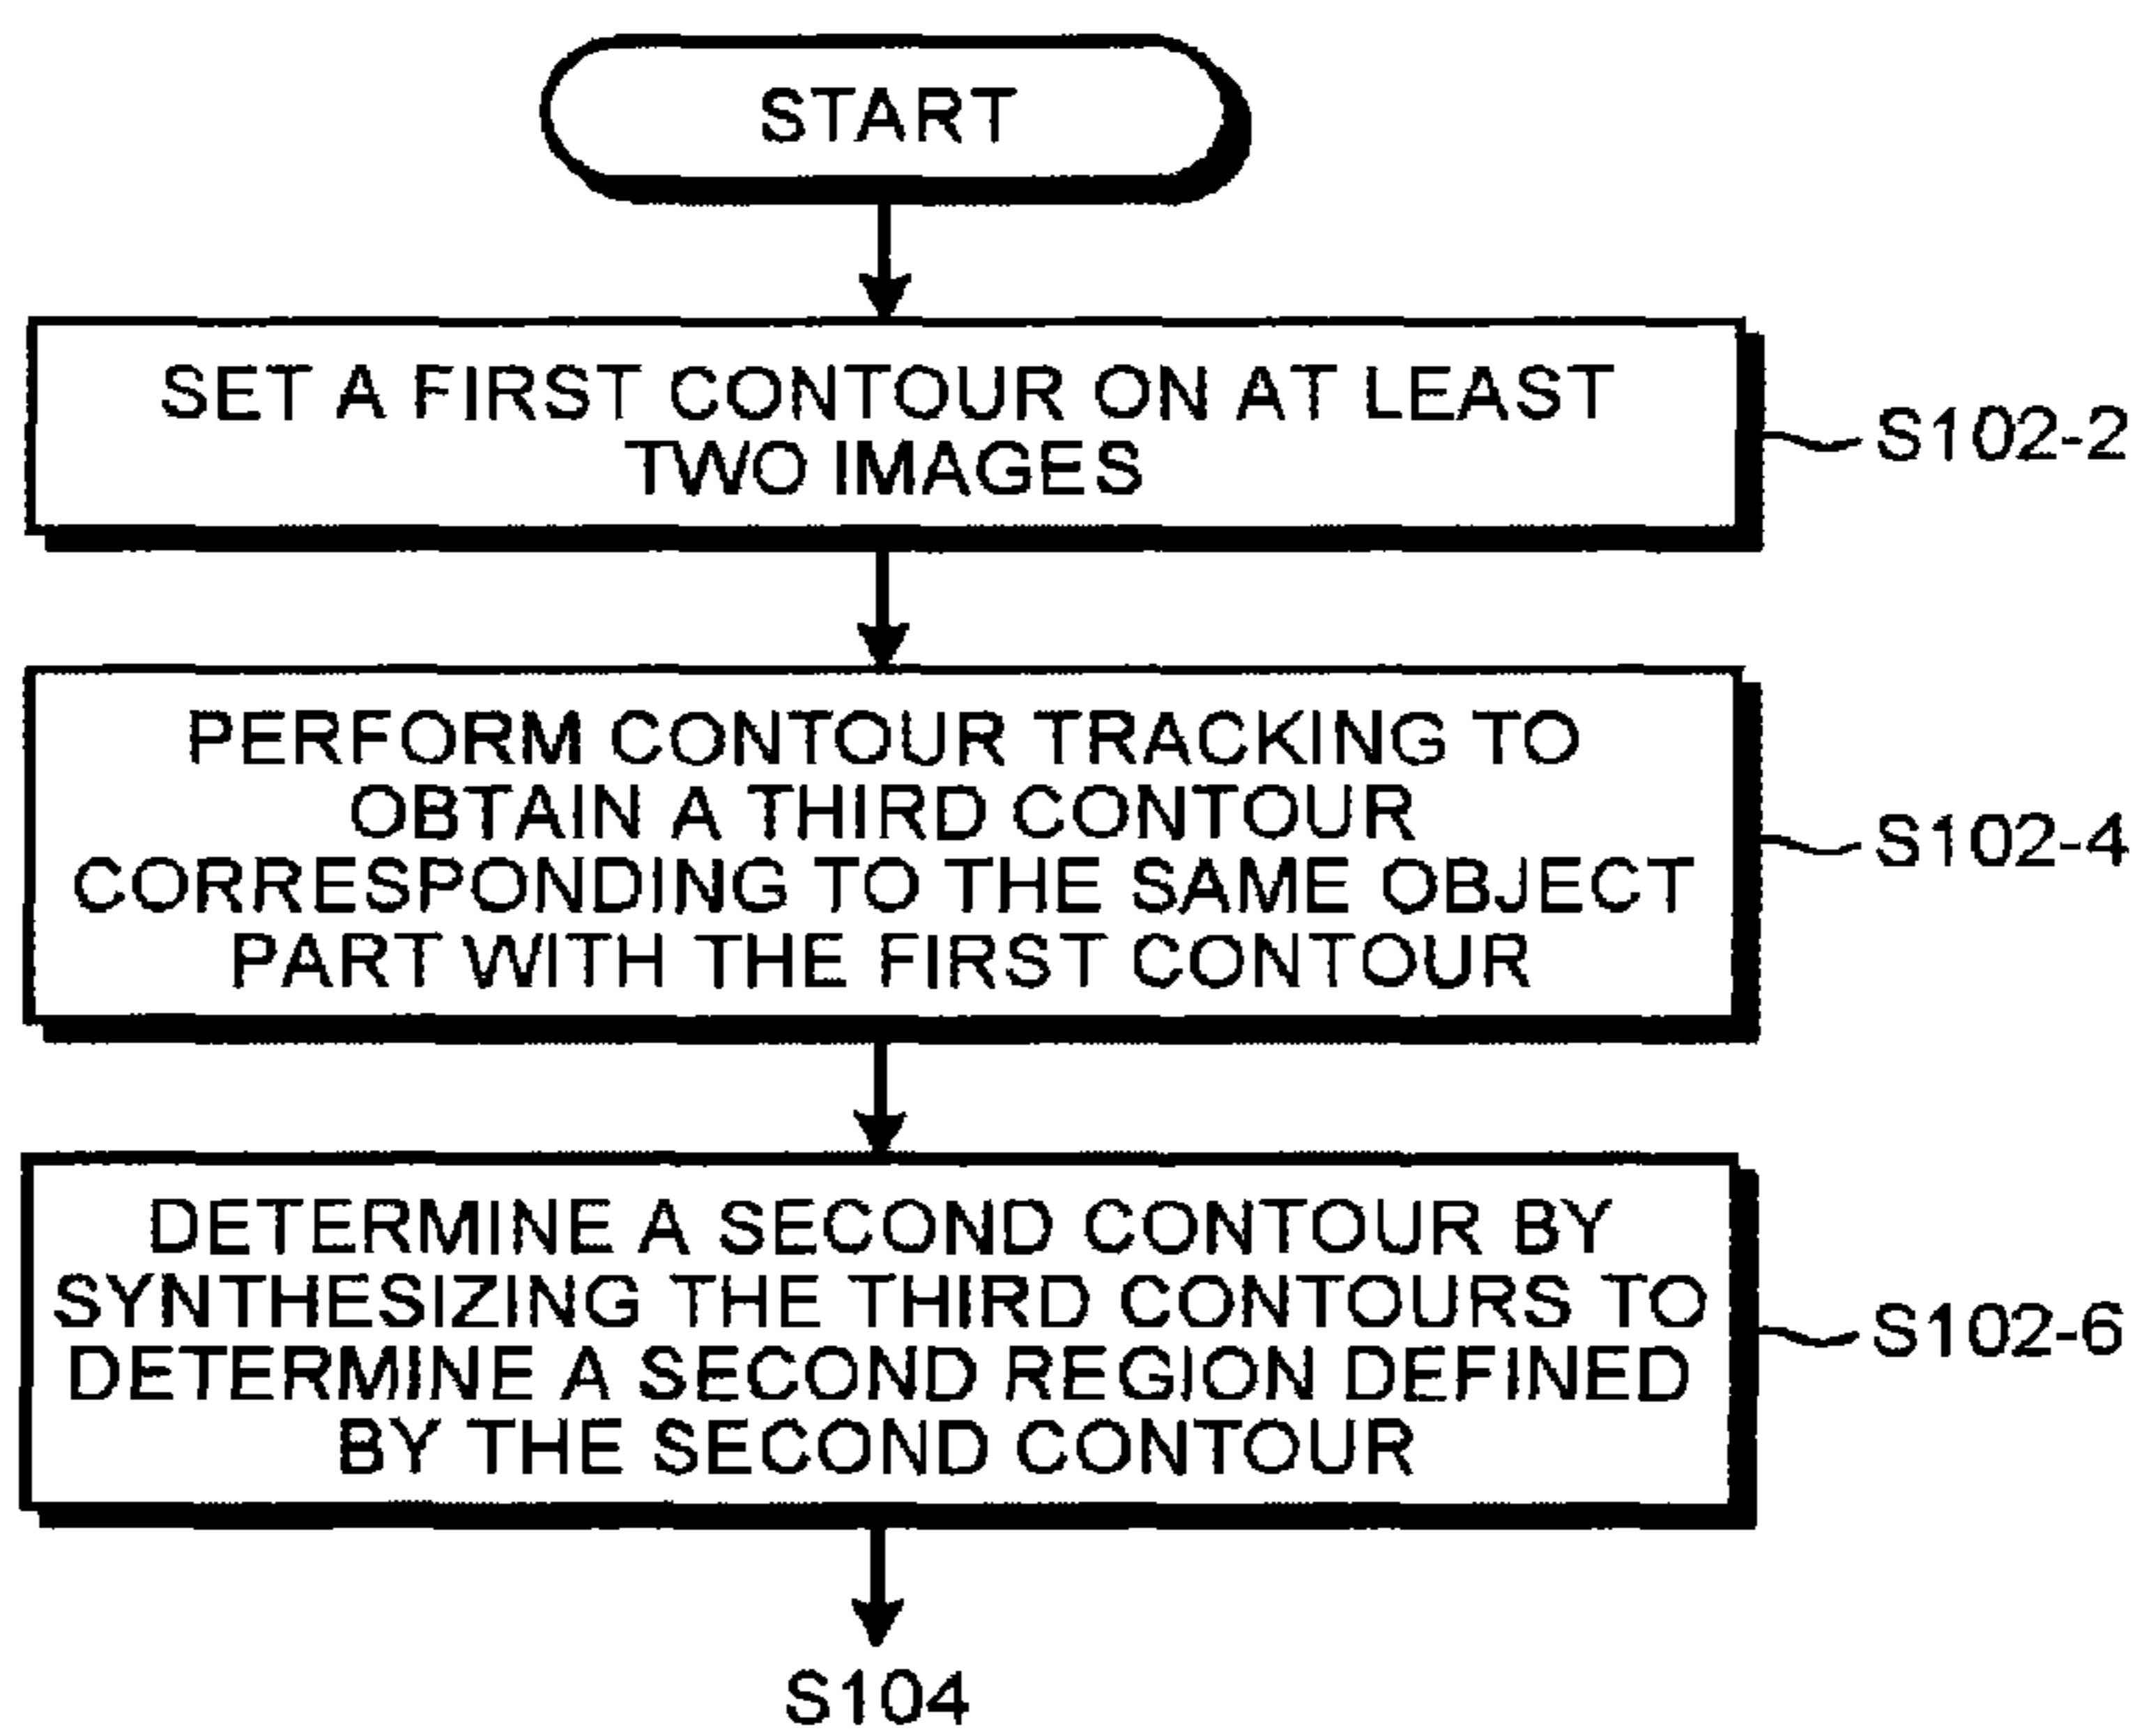 START
SET A FIRST CONTOUR ON AT LEAST
TWO IMAGES
S102-2
PERFORM CONTOUR TRACKING TO
OBTAIN A THIRD CONTOUR
CORRESPONDING TO THE SAME OBJECT
PART WITH THE FIRST CONTOUR
S102-4
DETERMINE A SECOND CONTOUR BY
SYNTHESIZING THE THIRD CONTOURS TO
DETERMINE A SECOND REGION DEFINED
BY THE SECOND CONTOUR
S102-6
S104